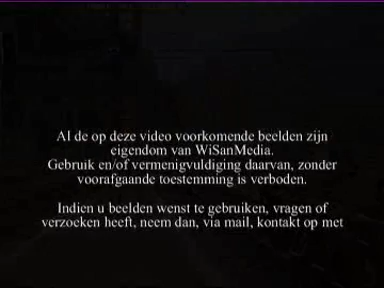 Al de op deze video voorkomende beelden zijn
eigendom van WiSanMedia.
Gebruik en/of vermenigvuldiging daarvan, zonder
voorafgaande toestemming is verboden.
Indien u beelden wenst te gebruiken, vragen of
verzoeken heeft, neem dan, via mail, kontakt op met